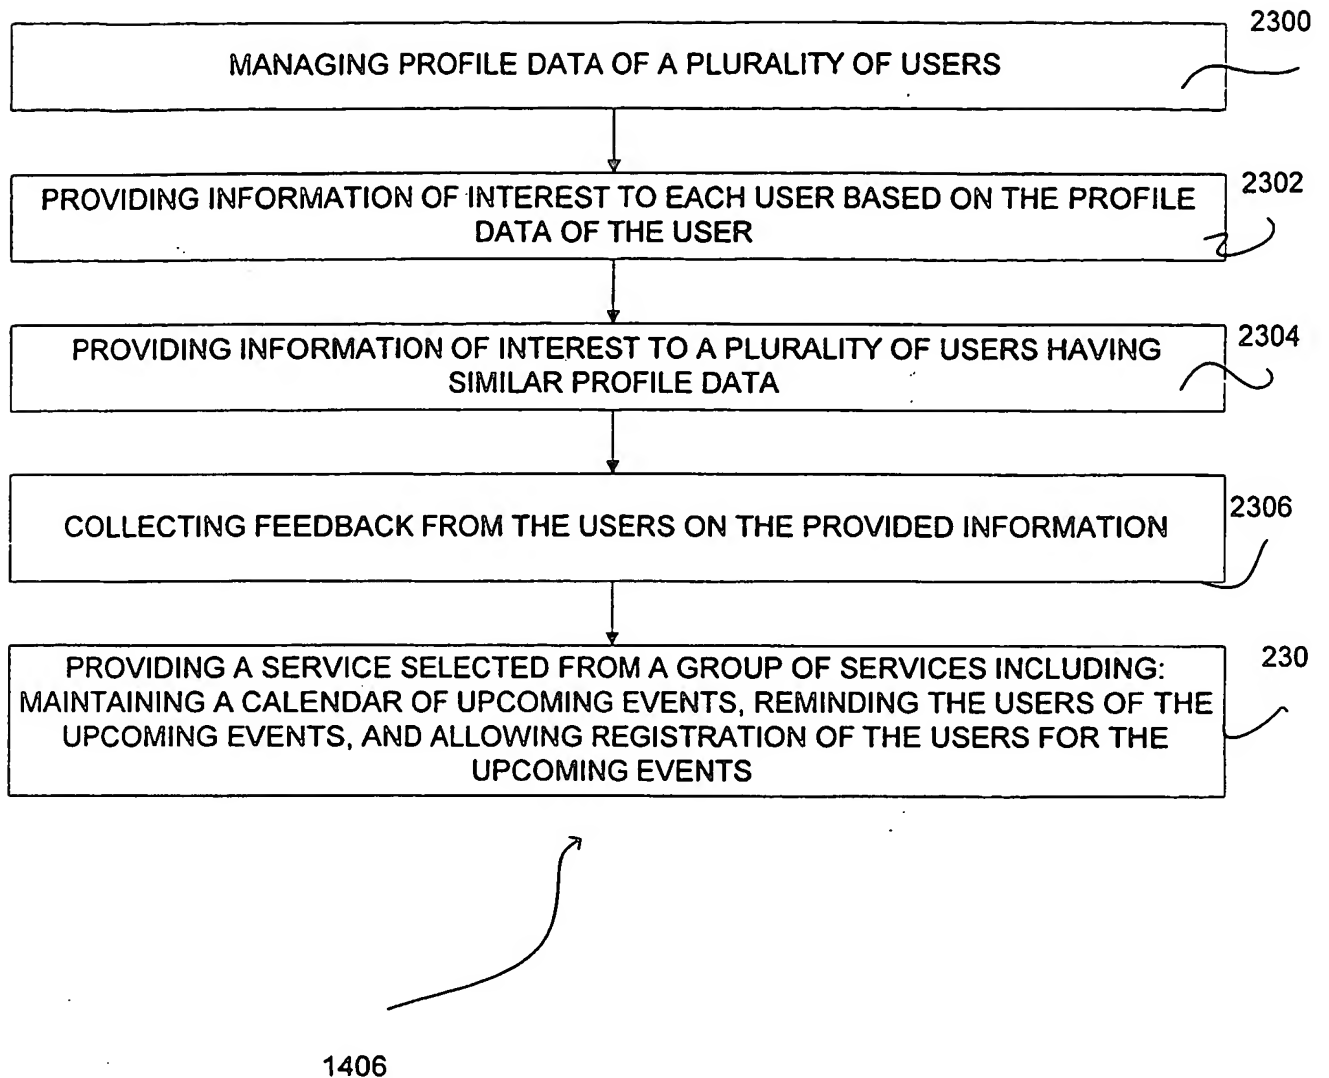 2300
MANAGING PROFILE DATA OF A PLURALITY OF USERS
2302
PROVIDING INFORMATION OF INTEREST TO EACH USER BASED ON THE PROFILE
DATA OF THE USER
2304
PROVIDING INFORMATION OF INTEREST TO A PLURALITY OF USERS HAVING
SIMILAR PROFILE DATA
2306
COLLECTING FEEDBACK FROM THE USERS ON THE PROVIDED INFORMATION
230
PROVIDING A SERVICE SELECTED FROM A GROUP OF SERVICES INCLUDING:
MAINTAINING A CALENDAR OF UPCOMING EVENTS, REMINDING THE USERS OF THE
UPCOMING EVENTS, AND ALLOWING REGISTRATION OF THE USERS FOR THE
UPCOMING EVENTS
1406